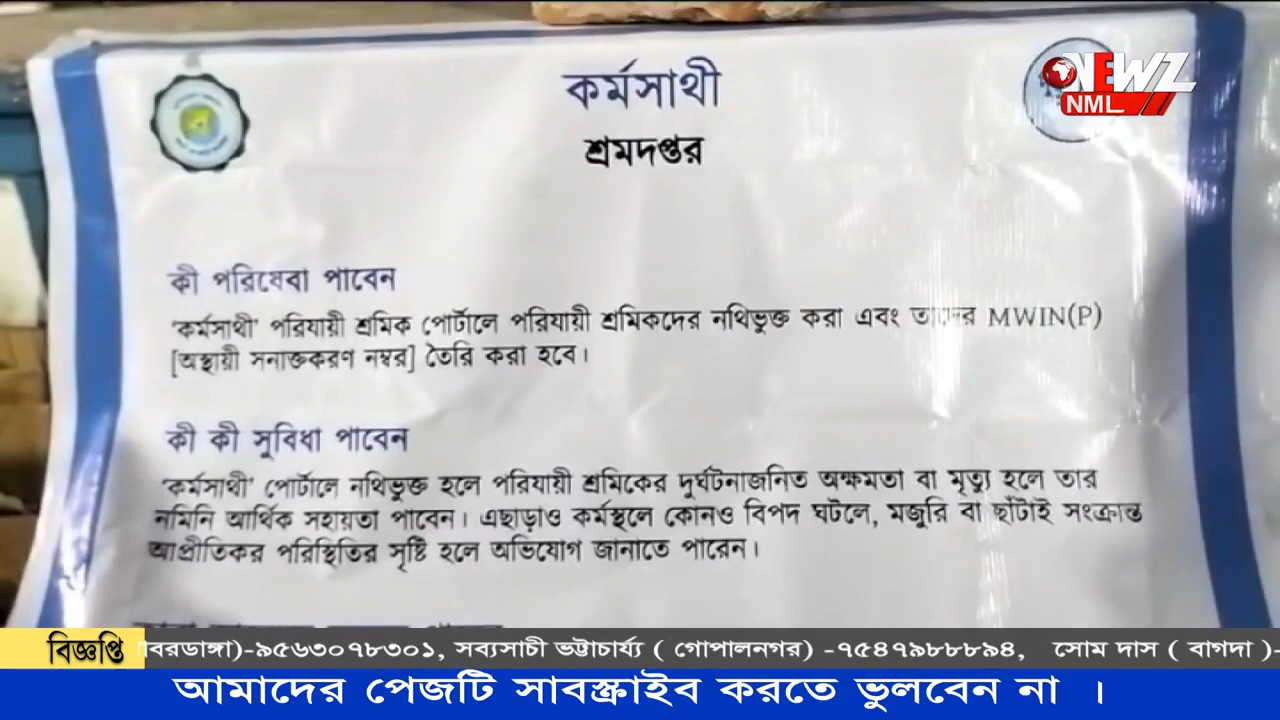 NEWZ
NML
কর্মসাথী
শ্রমদপ্তর
কী পরিষেবা পাবেন
'কর্মসাথী' পরিযায়ী শ্রমিক পোর্টালে পরিযায়ী শ্রমিকদের নথিভুক্ত করা এবং তাদের MWIN(P)
[অস্থায়ী সনাক্তকরণ নম্বর] তৈরি করা হবে।
কী কী সুবিধা পাবেন
'কর্মসাথী' পোর্টালে নথিভুক্ত হলে পরিযায়ী শ্রমিকের দুর্ঘটনাজনিত অক্ষমতা বা মৃত্যু হলে তার
নমিনি আর্থিক সহায়তা পাবেন। এছাড়াও কর্মস্থলে কোনও বিপদ ঘটলে, মজুরি বা ছাঁটাই সংক্রান্ত
আপ্রীতিকর পরিস্থিতির সৃষ্টি হলে অভিযোগ জানাতে পারেন।
বিজ্ঞপ্তি বরডাঙ্গা)-৯৫৬৩০৭৮৩০১, সব্যসাচী ভট্টাচার্য্য ( গোপালনগর) -৭৫৪৭৯৮৮৮৯৪, সোম দাস ( বাগদা )-
আমাদের পেজটি সাবস্ক্রাইব করতে ভুলবেন না ।